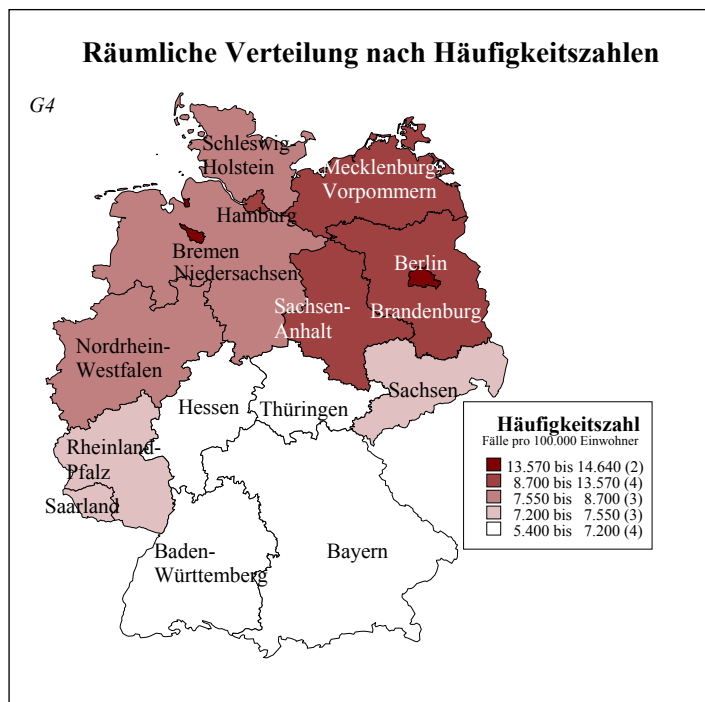 Räumliche Verteilung nach Häufigkeitszahlen
G4
Schleswig-
Holstein
Mecklenburg
Vorpommern
Hamburg
Bremen
Niedersachsen
Berlin
Brandenburg
Sachsen-
Anhalt
Nordrhein-
Westfalen
Hessen
Thüringen
Sachsen
Rheinland-
Pfalz
Saarland
Baden-
Württemberg
Bayern
Häufigkeitszahl
Fälle pro 100.000 Einwohner
13.570 bis 14.640 (2)
8.700 bis 13.570 (4)
7.550 bis 8.700 (3)
7.200 bis 7.550 (3)
5.400 bis 7.200 (4)